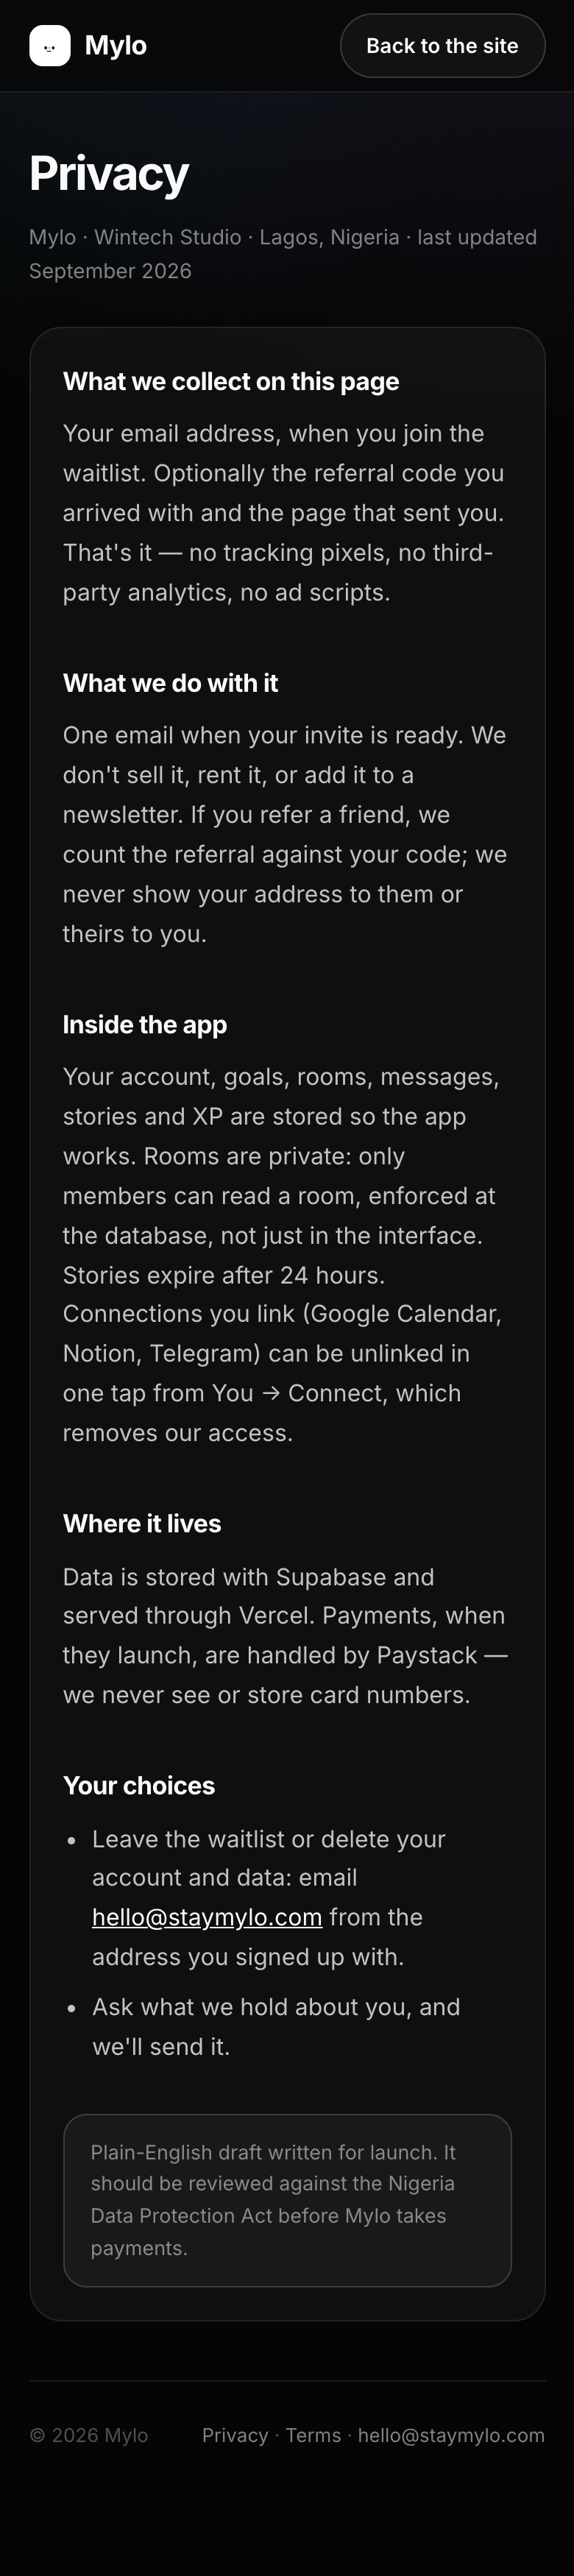 Mylo
Back to the site
Privacy
Mylo · Wintech Studio · Lagos, Nigeria · last updated
September 2026
What we collect on this page
Your email address, when you join the
waitlist. Optionally the referral code you
arrived with and the page that sent you.
That's it — no tracking pixels, no third-
party analytics, no ad scripts.
What we do with it
One email when your invite is ready. We
don't sell it, rent it, or add it to a
newsletter. If you refer a friend, we
count the referral against your code; we
never show your address to them or
theirs to you.
Inside the app
Your account, goals, rooms, messages,
stories and XP are stored so the app
works. Rooms are private: only
members can read a room, enforced at
the database, not just in the interface.
Stories expire after 24 hours.
Connections you link (Google Calendar,
Notion, Telegram) can be unlinked in
one tap from You → Connect, which
removes our access.
Where it lives
Data is stored with Supabase and
served through Vercel. Payments, when
they launch, are handled by Paystack —
we never see or store card numbers.
Your choices
• Leave the waitlist or delete your
account and data: email
hello@staymylo.com from the
address you signed up with.
• Ask what we hold about you, and
we'll send it.
Plain-English draft written for launch. It
should be reviewed against the Nigeria
Data Protection Act before Mylo takes
payments.
© 2026 Mylo
Privacy · Terms · hello@staymylo.com